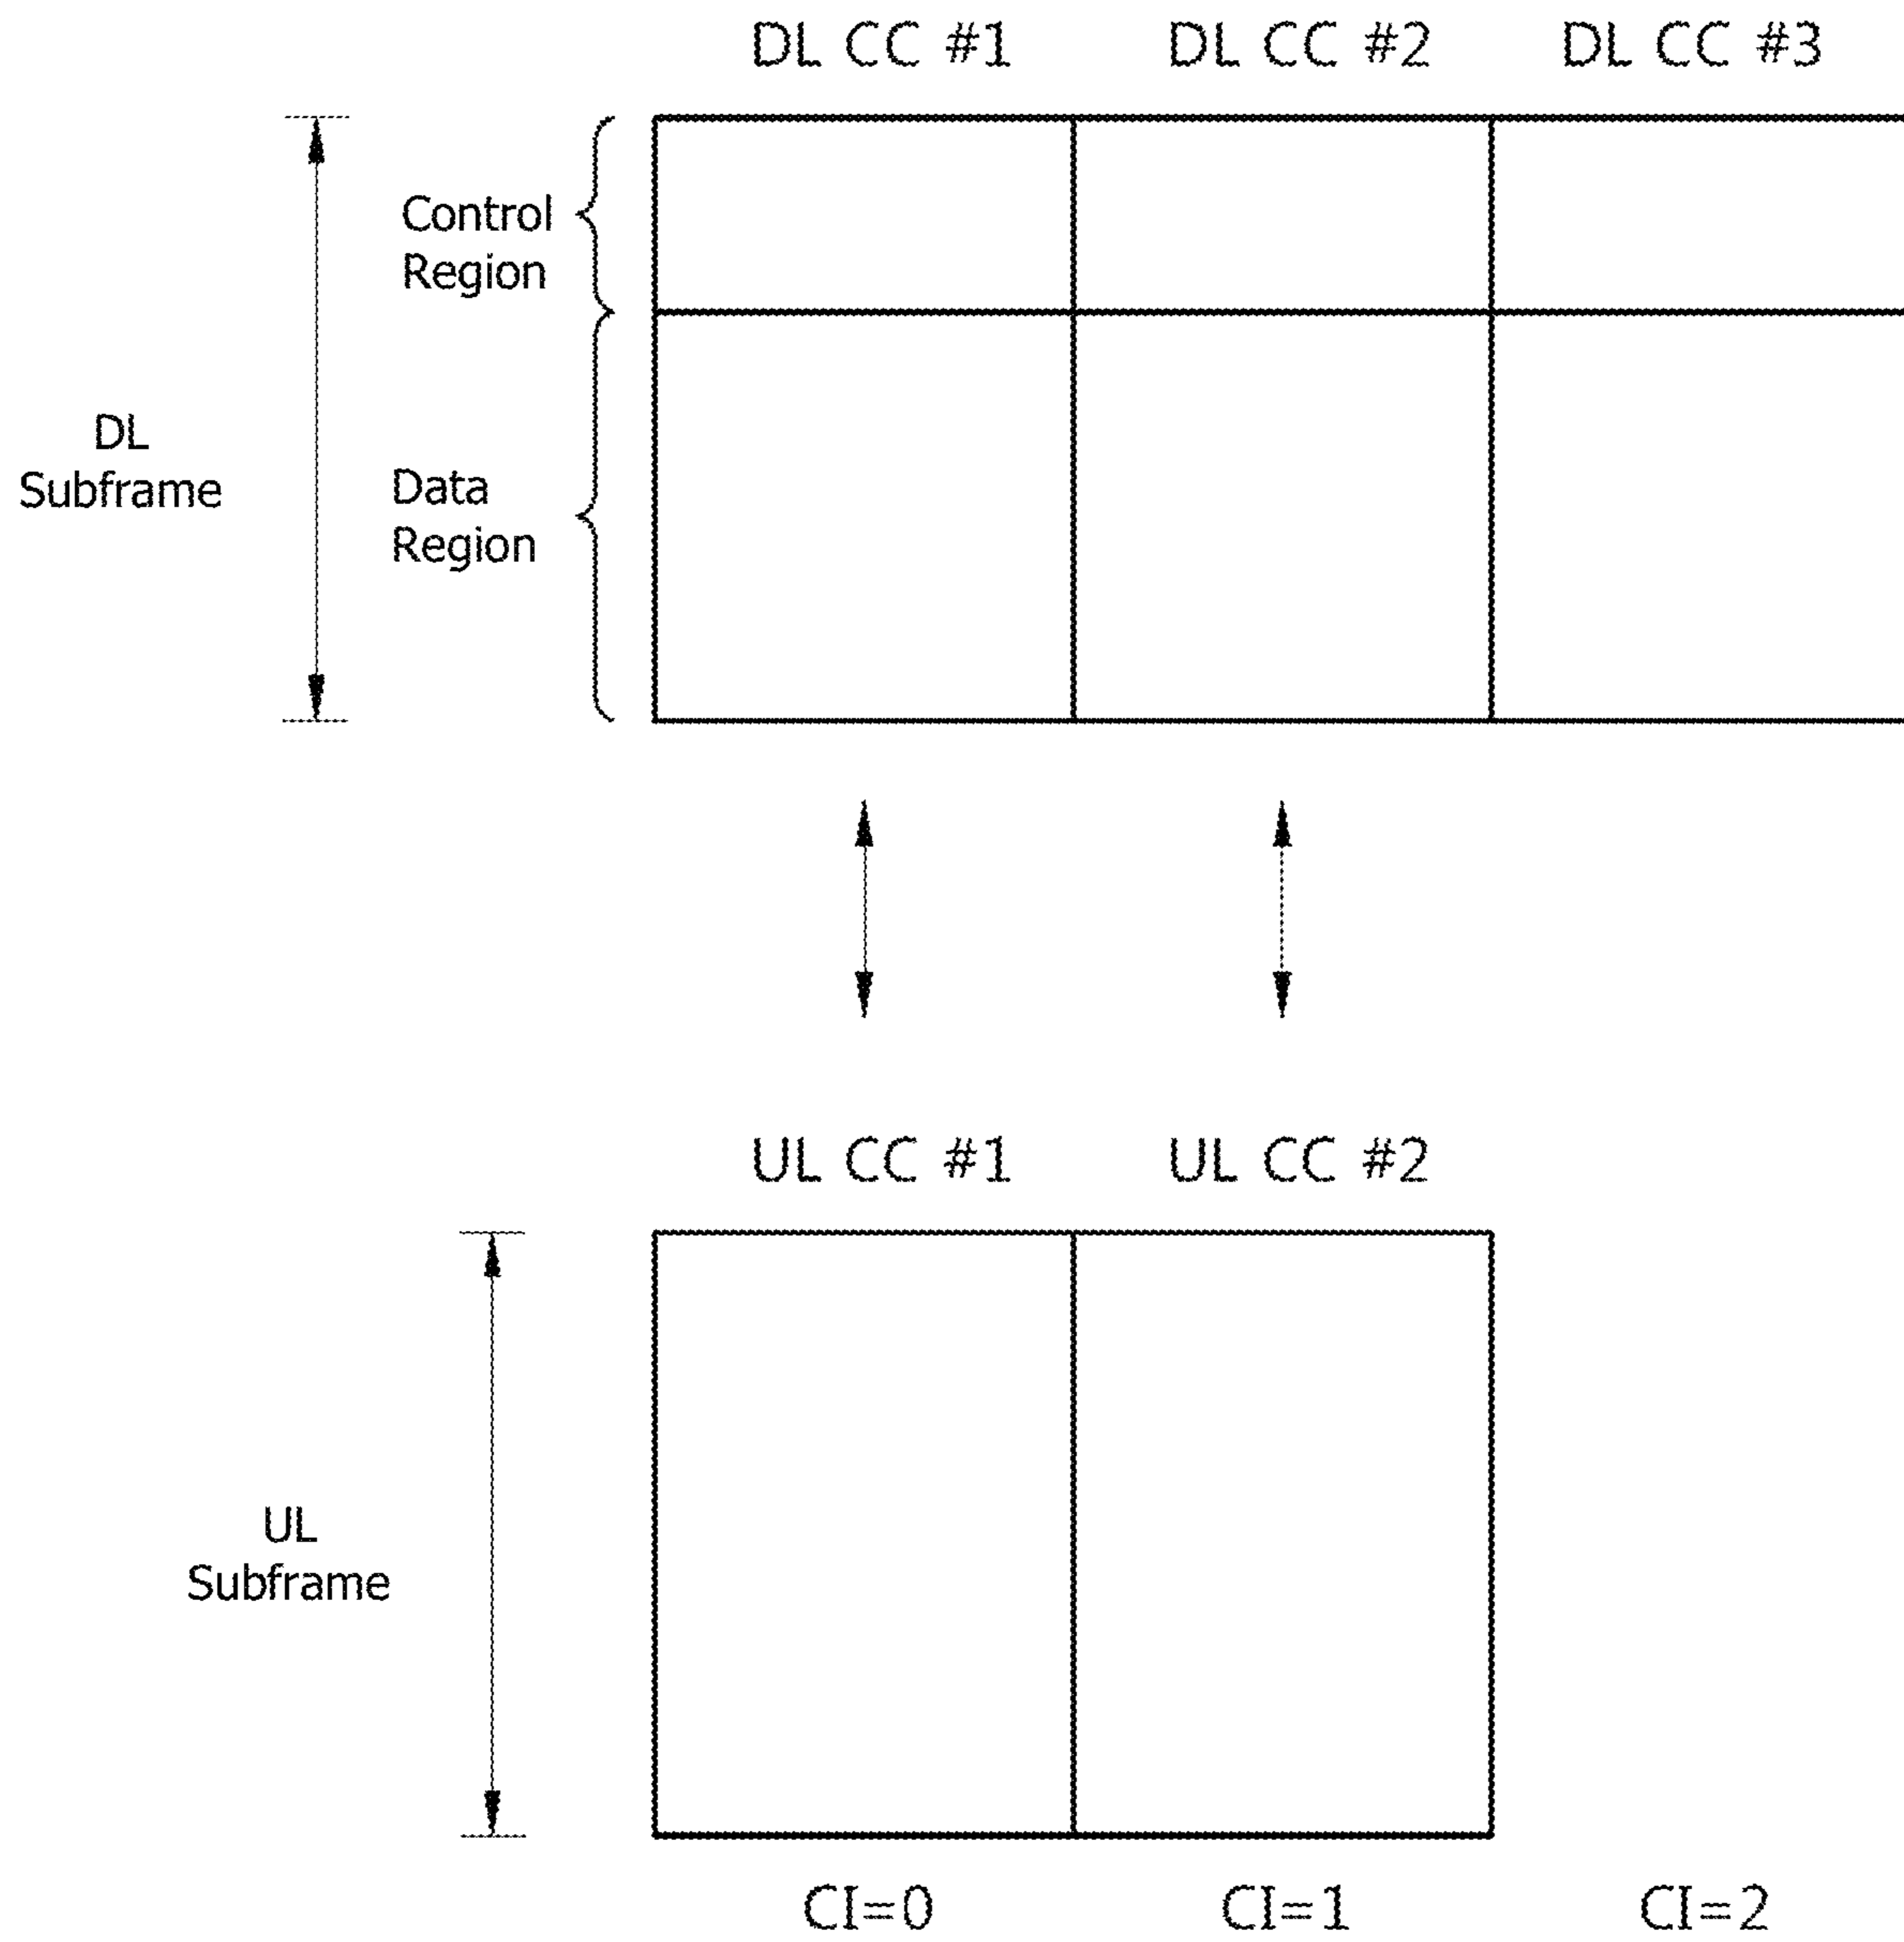 DL CC #1 DL CC #2 DL CC #3
Control
Region
DL
Subframe
Data
Region
UL CC #1 UL CC #2
UL
Subframe
CI=0 CI=1 CI=2